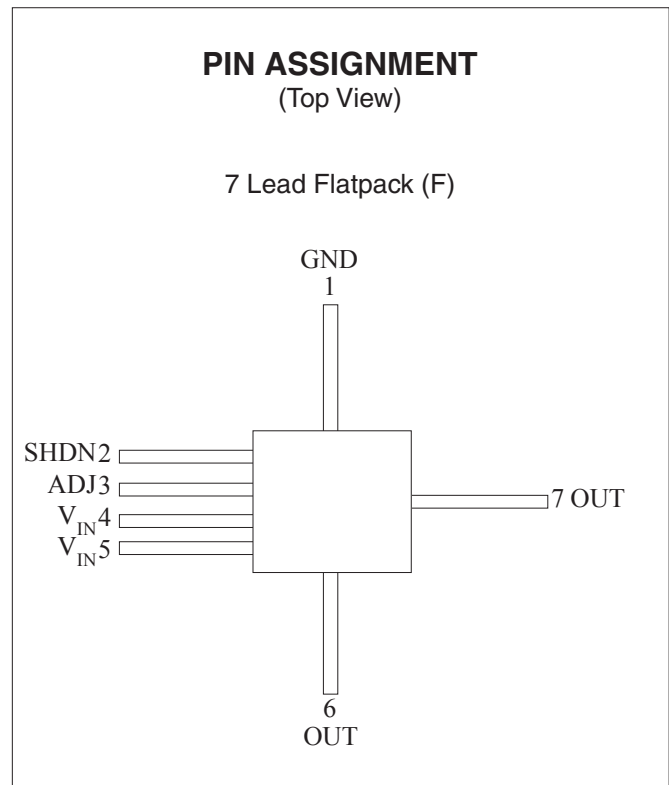 PIN ASSIGNMENT
(Top View)
7 Lead Flatpack (F)
GND
1
SHDN2
ADJ3
VIN4
VIN5
7 OUT
6
OUT